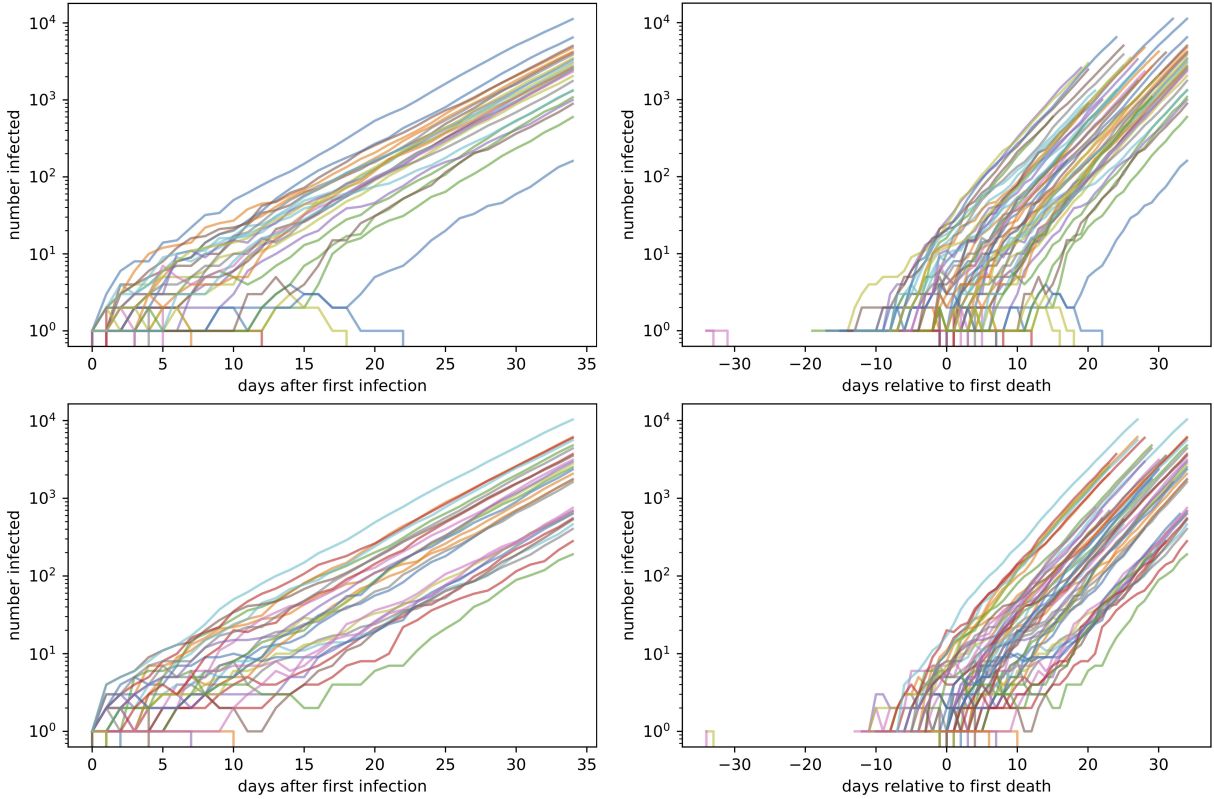 10⁴
10³
10²
10¹
10⁰
number infected
0 5 10 15 20 25 30 35
days after first infection
10⁴
10³
10²
10¹
10⁰
number infected
−30 −20 −10 0 10 20 30
days relative to first death
10⁴
10³
10²
10¹
10⁰
number infected
0 5 10 15 20 25 30 35
days after first infection
10⁴
10³
10²
10¹
10⁰
number infected
−30 −20 −10 0 10 20 30
days relative to first death